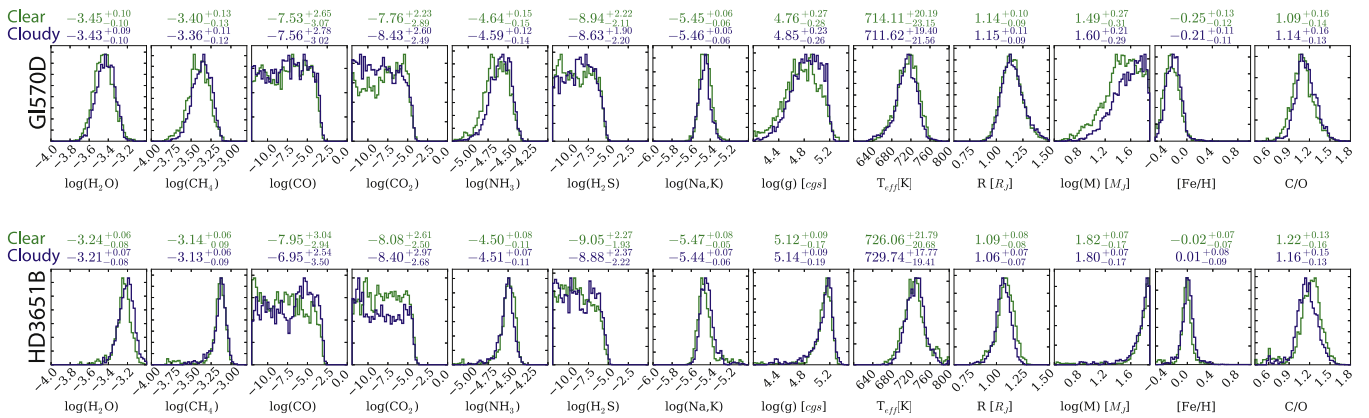 Clear −3.45 +0.10 −0.10 −3.40 +0.13 −0.13 −7.53 +2.65 −3.07 −7.76 +2.23 −2.89 −4.64 +0.15 −0.15 −8.94 +2.22 −2.11 −5.45 +0.06 −0.06 4.76 +0.27 −0.28 714.11 +20.19 −23.15 1.14 +0.10 −0.09 1.49 +0.27 −0.31 −0.25 +0.13 −0.12 1.09 +0.16 −0.14
Cloudy −3.43 +0.09 −0.10 −3.36 +0.11 −0.12 −7.56 +2.78 −3.02 −8.43 +2.60 −2.49 −4.59 +0.12 −0.14 −8.63 +1.90 −2.20 −5.46 +0.05 −0.06 4.85 +0.23 −0.26 711.62 +19.40 −21.56 1.15 +0.11 −0.09 1.60 +0.21 −0.29 −0.21 +0.11 −0.11 1.14 +0.16 −0.13
Gl570D
−4.0 −3.8 −3.6 −3.4 −3.2 −4.00 −3.75 −3.50 −3.25 −3.00 −10.0 −7.5 −5.0 −2.5 0.0 −10.0 −7.5 −5.0 −2.5 0.0 −5.00 −4.75 −4.50 −4.25 −10.0 −7.5 −5.0 −2.5 −6.0 −5.8 −5.6 −5.4 −5.2 4.4 4.8 5.2 640 680 720 760 800 0.75 1.00 1.25 1.50 0.8 1.2 1.6 −0.4 0.0 0.4 0.8 0.6 0.9 1.2 1.5 1.8
log(H₂O) log(CH₄) log(CO) log(CO₂) log(NH₃) log(H₂S) log(Na,K) log(g) [cgs] Teff[K] R [R_J] log(M) [M_J] [Fe/H] C/O
Clear −3.24 +0.06 −0.08 −3.14 +0.06 0.09 −7.95 +3.04 −2.94 −8.08 +2.61 −2.50 −4.50 +0.08 −0.11 −9.05 +2.27 −1.93 −5.47 +0.08 −0.05 5.12 +0.09 −0.17 726.06 +21.79 −20.68 1.09 +0.08 −0.08 1.82 +0.07 −0.17 −0.02 +0.07 −0.07 1.22 +0.13 −0.16
Cloudy −3.21 +0.07 −0.08 −3.13 +0.06 −0.09 −6.95 +2.54 −3.50 −8.40 +2.97 −2.68 −4.51 +0.07 −0.11 −8.88 +2.37 −2.22 −5.44 +0.07 −0.06 5.14 +0.09 −0.19 729.74 +17.77 −19.41 1.06 +0.07 −0.07 1.80 +0.07 −0.17 0.01 +0.08 −0.09 1.16 +0.15 −0.13
HD3651B
−4.0 −3.8 −3.6 −3.4 −3.2 −4.00 −3.75 −3.50 −3.25 −3.00 −10.0 −7.5 −5.0 −2.5 0.0 −10.0 −7.5 −5.0 −2.5 0.0 −5.00 −4.75 −4.50 −4.25 −10.0 −7.5 −5.0 −2.5 −6.0 −5.8 −5.6 −5.4 −5.2 4.4 4.8 5.2 640 680 720 760 800 0.75 1.00 1.25 1.50 0.8 1.2 1.6 −0.4 0.0 0.4 0.8 0.6 0.9 1.2 1.5 1.8
log(H₂O) log(CH₄) log(CO) log(CO₂) log(NH₃) log(H₂S) log(Na,K) log(g) [cgs] Teff[K] R [R_J] log(M) [M_J] [Fe/H] C/O